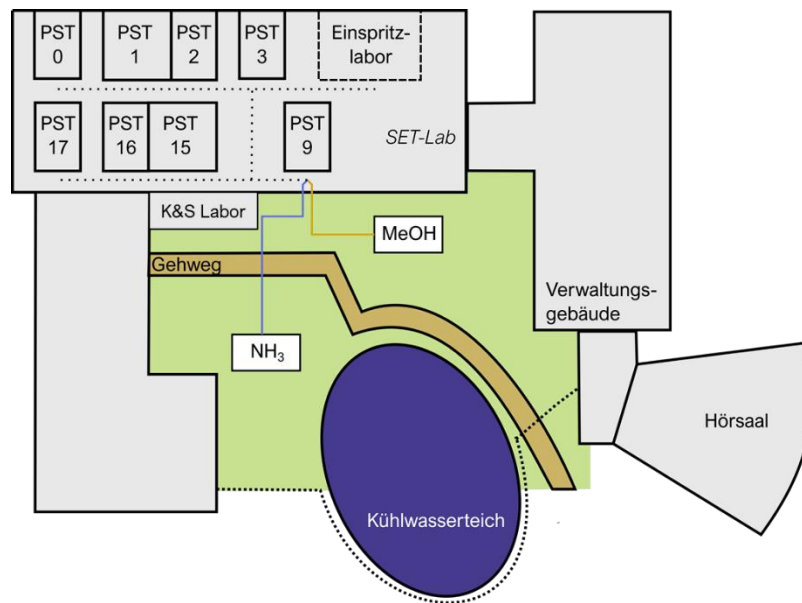 PST
0
PST
1
PST
2
PST
3
Einspritz-
labor
PST
17
PST
16
PST
15
PST
9
SET-Lab
K&S Labor
MeOH
Gehweg
NH₃
Verwaltungs-
gebäude
Hörsaal
Kühlwasserteich